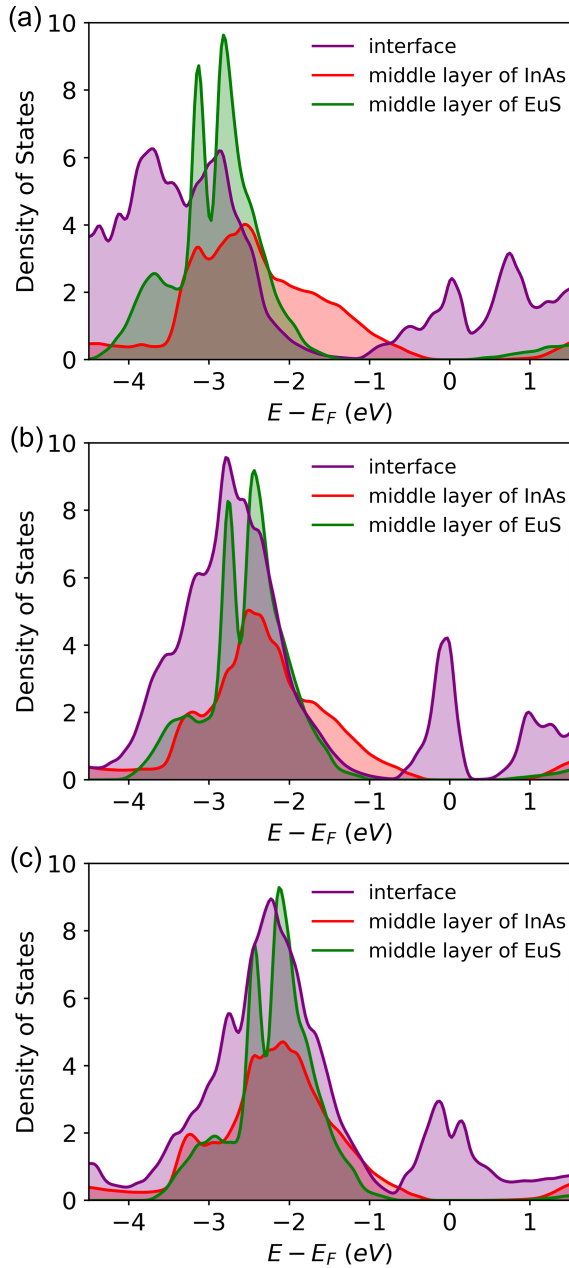 (a)
10
8
6
4
2
0
Density of States
interface
middle layer of InAs
middle layer of EuS
−4 −3 −2 −1 0 1
E − E_F (eV)
(b)
10
8
6
4
2
0
Density of States
interface
middle layer of InAs
middle layer of EuS
−4 −3 −2 −1 0 1
E − E_F (eV)
(c)
10
8
6
4
2
0
Density of States
interface
middle layer of InAs
middle layer of EuS
−4 −3 −2 −1 0 1
E − E_F (eV)